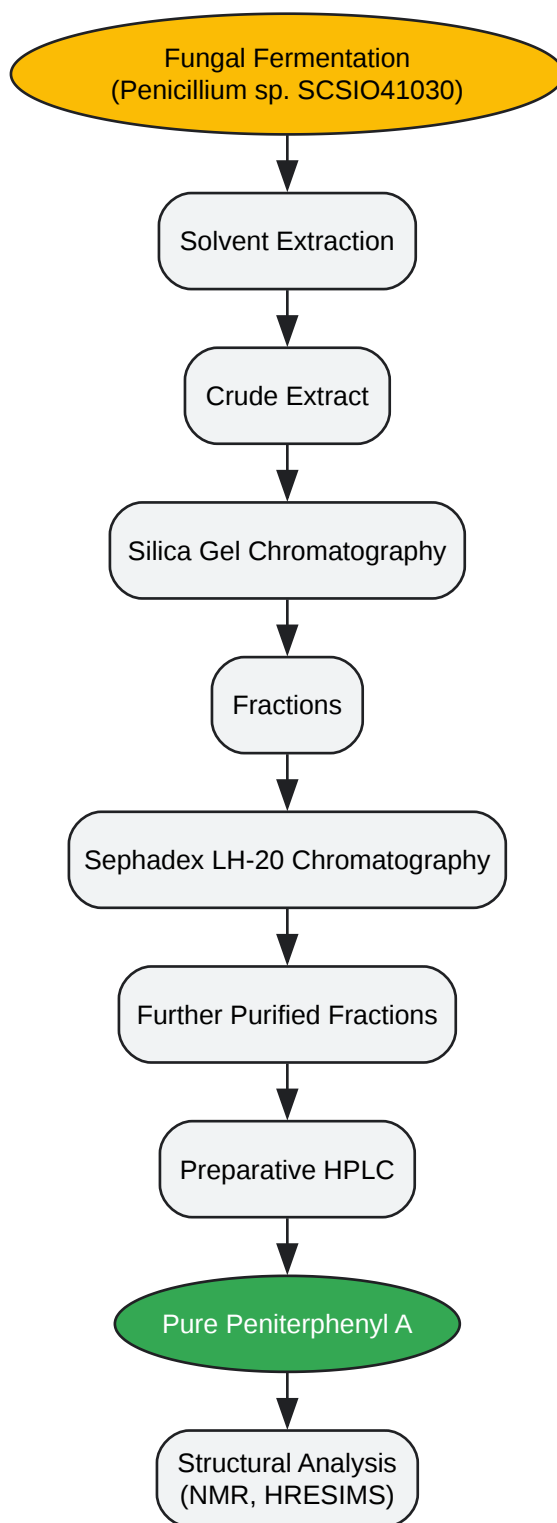 Fungal Fermentation
(Penicillium sp. SCSIO41030)
Solvent Extraction
Crude Extract
Silica Gel Chromatography
Fractions
Sephadex LH-20 Chromatography
Further Purified Fractions
Preparative HPLC
Pure Peniterphenyl A
Structural Analysis
(NMR, HRESIMS)